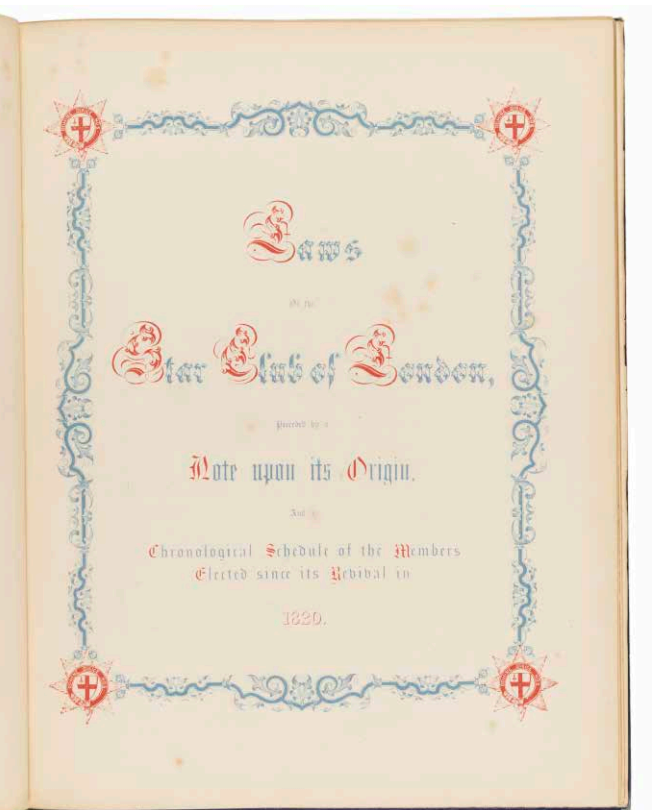 Laws
Of the
Star Club of London,
Preceded by a
Note upon its Origin.
And a
Chronological Schedule of the Members
Elected since its Revival in
1820.